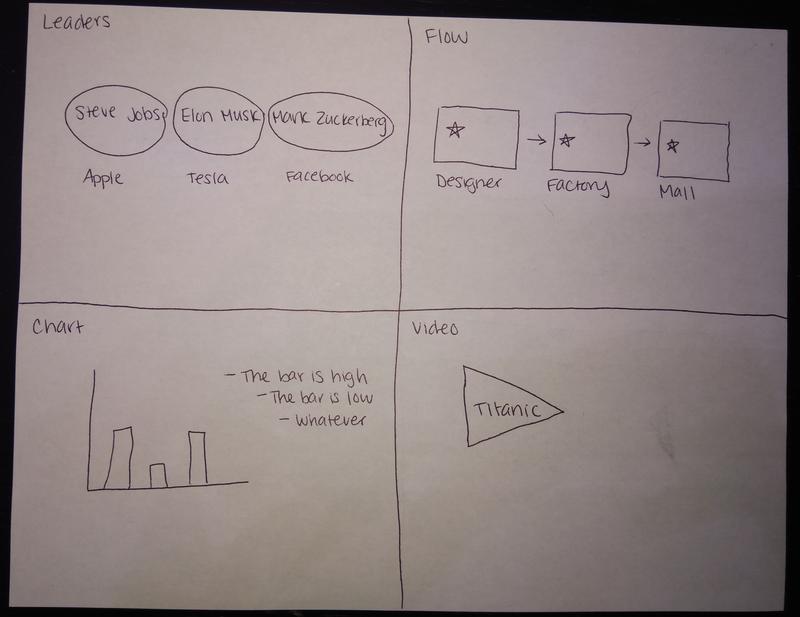 Leaders
Steve Jobs Elon Musk Mark Zuckerberg
Apple Tesla Facebook
Flow
Designer Factory Mall
Chart
- The bar is high
- The bar is low
- Whatever
Video
Titanic